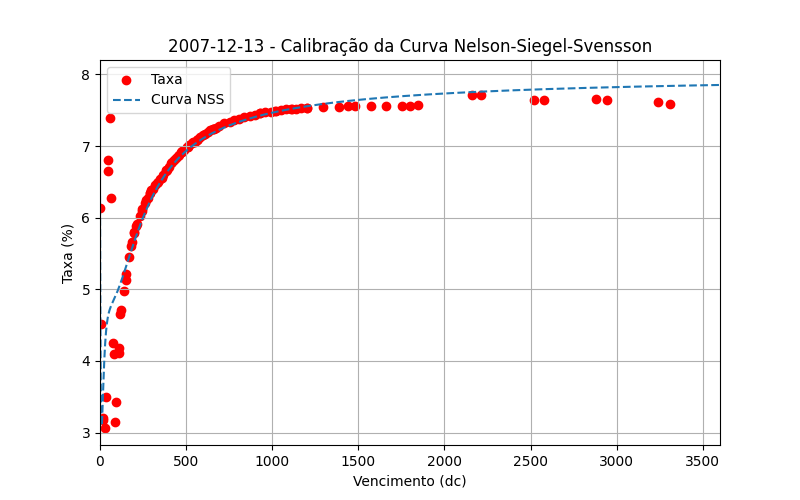 2007-12-13 - Calibração da Curva Nelson-Siegel-Svensson
Taxa
Curva NSS
Taxa (%)
8
7
6
5
4
3
0 500 1000 1500 2000 2500 3000 3500
Vencimento (dc)